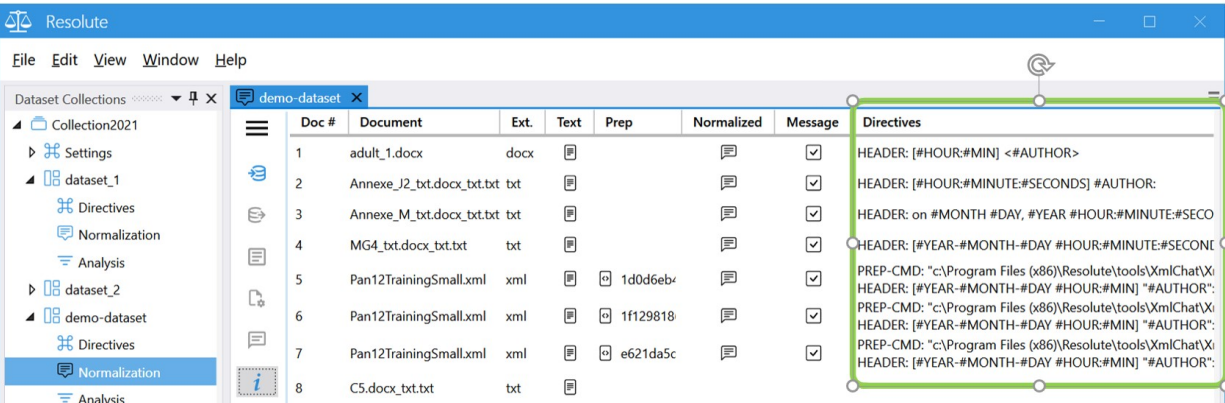 Resolute
File Edit View Window Help
Dataset Collections
demo-dataset
Collection2021
Settings
dataset_1
Directives
Normalization
Analysis
dataset_2
demo-dataset
Directives
Normalization
Analysis
Doc # Document Ext. Text Prep Normalized Message Directives
1 adult_1.docx docx HEADER: [#HOUR:#MIN] <#AUTHOR>
2 Annexe_J2_txt.docx_txt.txt txt HEADER: [#HOUR:#MINUTE:#SECONDS] #AUTHOR:
3 Annexe_M_txt.docx_txt.txt txt HEADER: on #MONTH #DAY, #YEAR #HOUR:#MINUTE:#SECO
4 MG4_txt.docx_txt.txt txt HEADER: [#YEAR-#MONTH-#DAY #HOUR:#MINUTE:#SECOND
5 Pan12TrainingSmall.xml xml 1d0d6eb4 PREP-CMD: "c:\Program Files (x86)\Resolute\tools\XmlChat\X
HEADER: [#YEAR-#MONTH-#DAY #HOUR:#MIN] "#AUTHOR":
6 Pan12TrainingSmall.xml xml 1f129818 PREP-CMD: "c:\Program Files (x86)\Resolute\tools\XmlChat\X
HEADER: [#YEAR-#MONTH-#DAY #HOUR:#MIN] "#AUTHOR":
7 Pan12TrainingSmall.xml xml e621da5c PREP-CMD: "c:\Program Files (x86)\Resolute\tools\XmlChat\X
HEADER: [#YEAR-#MONTH-#DAY #HOUR:#MIN] "#AUTHOR":
8 C5.docx_txt.txt txt